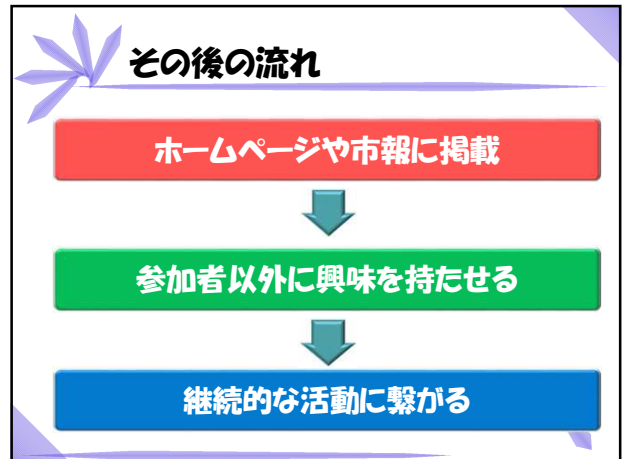 その後の流れ
ホームページや市報に掲載
参加者以外に興味を持たせる
継続的な活動に繋がる